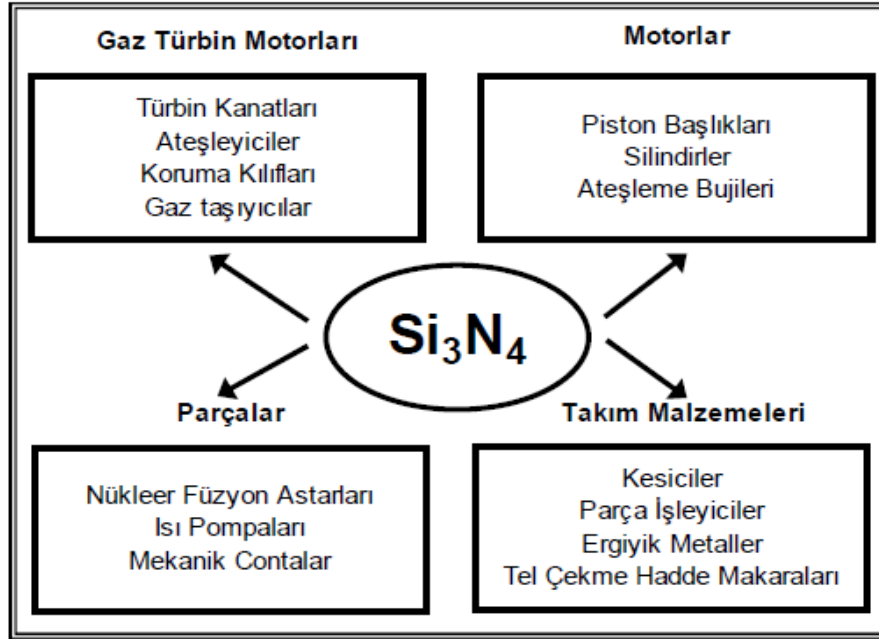 Gaz Türbin Motorları
Türbin Kanatları
Ateşleyiciler
Koruma Kılıfları
Gaz taşıyıcılar
Motorlar
Piston Başlıkları
Silindirler
Ateşleme Bujileri
Si₃N₄
Parçalar
Nükleer Füzyon Astarları
Isı Pompaları
Mekanik Contalar
Takım Malzemeleri
Kesiciler
Parça İşleyiciler
Ergiyik Metaller
Tel Çekme Hadde Makaraları